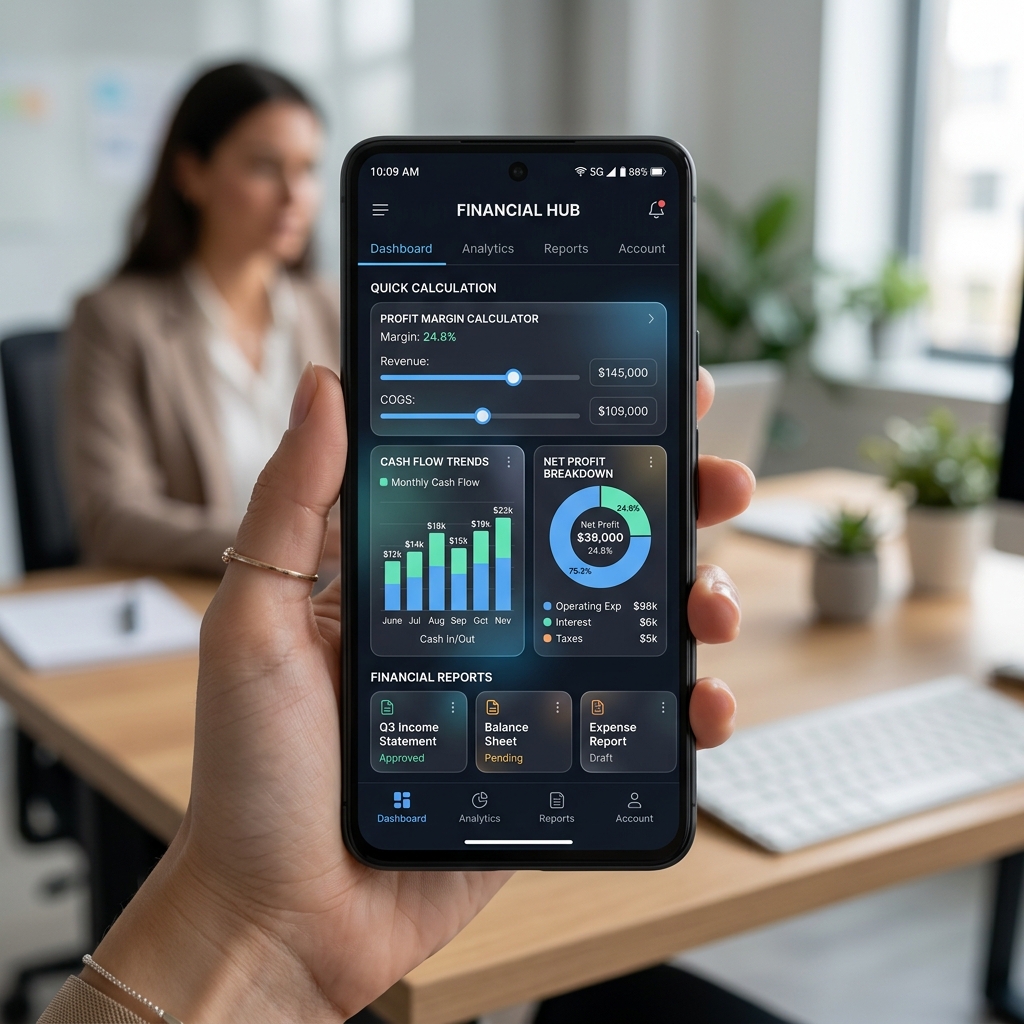 10:09 AM
5G 88%
FINANCIAL HUB
Dashboard Analytics Reports Account
QUICK CALCULATION
PROFIT MARGIN CALCULATOR
Margin: 24.8%
Revenue:
$145,000
COGS:
$109,000
CASH FLOW TRENDS
Monthly Cash Flow
$12k $14k $18k $15k $19k $23k
June Jul Aug Sep Gct Nev
Cash In/Out
NET PROFIT
BREAKDOWN
24.8%
Net Profit
$38,000
24.8%
75.2%
Operating Exp $98k
Interest $6k
Taxes $5k
FINANCIAL REPORTS
Q3 Income
Statement
Approved
Balance
Sheet
Pending
Expense
Report
Draft
Dashboard Analytics Reports Account